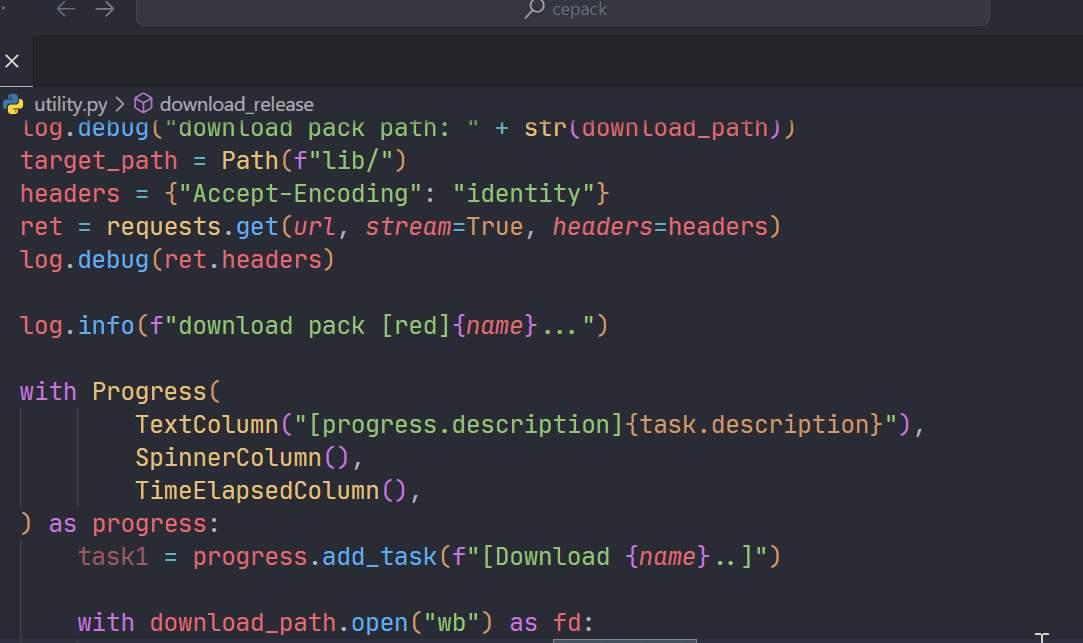 cepack
utility.py > download_release
log.debug("download pack path: " + str(download_path))
target_path = Path(f"lib/")
headers = {"Accept-Encoding": "identity"}
ret = requests.get(url, stream=True, headers=headers)
log.debug(ret.headers)
log.info(f"download pack [red]{name}...")
with Progress(
TextColumn("[progress.description]{task.description}"),
SpinnerColumn(),
TimeElapsedColumn(),
) as progress:
task1 = progress.add_task(f"[Download {name}..]")
with download_path.open("wb") as fd: